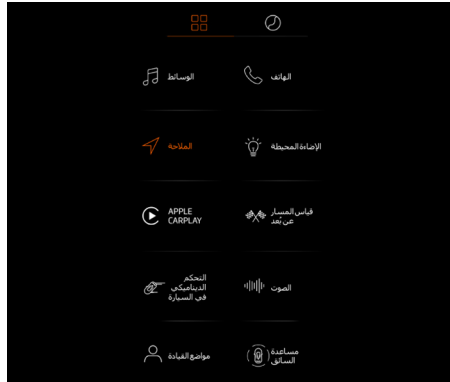 الهاتف
الوسائط
الإضاءة المحيطة
الملاحة
قياس المسار
عن بُعد
APPLE
CARPLAY
الصوت
التحكم
الديناميكي
في السيارة
مساعدة
السائق
مواضع القيادة